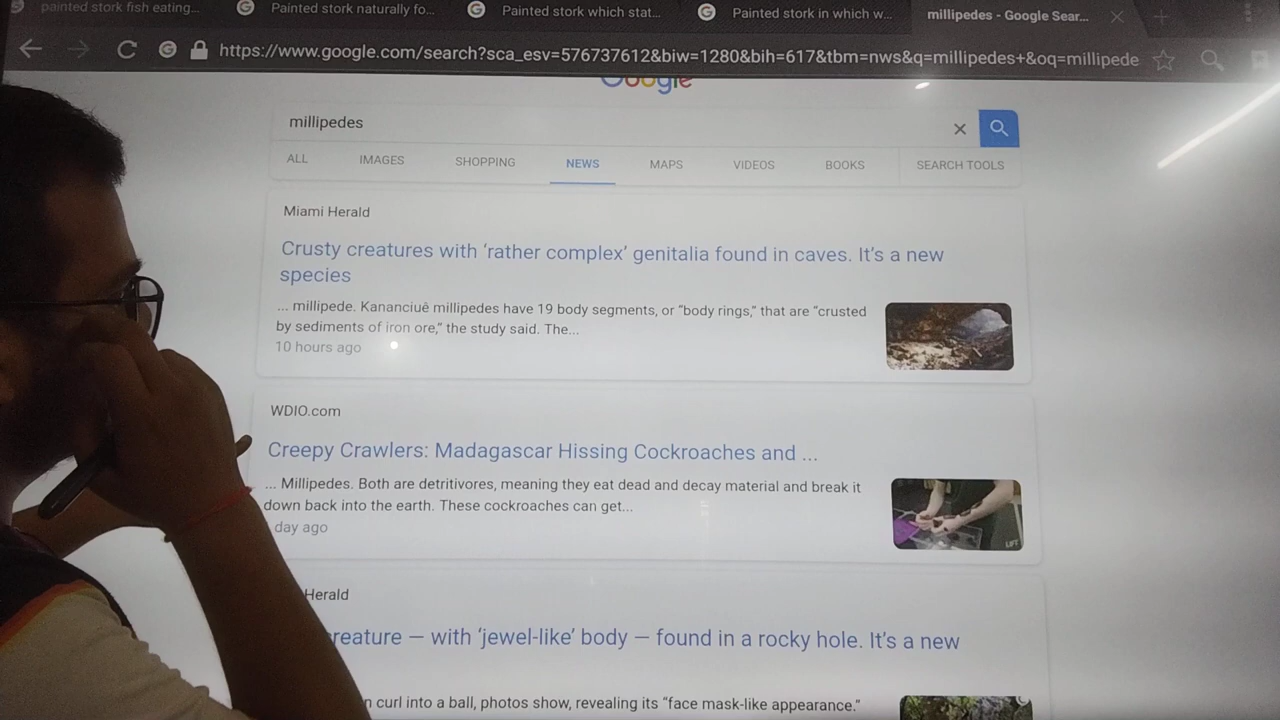 painted stork fish eating...
Painted stork naturally fo...
Painted stork which stat...
Painted stork in which w...
millipedes - Google Sear...
https://www.google.com/search?sca_esv=576737612&biw=1280&bih=617&tbm=nws&q=millipedes+&oq=millipede
Google
millipedes
ALL IMAGES SHOPPING NEWS MAPS VIDEOS BOOKS SEARCH TOOLS
Miami Herald
Crusty creatures with ‘rather complex’ genitalia found in caves. It’s a new
species
... millipede. Kananciuê millipedes have 19 body segments, or “body rings,” that are “crusted
by sediments of iron ore,” the study said. The...
10 hours ago
WDIO.com
Creepy Crawlers: Madagascar Hissing Cockroaches and ...
... Millipedes. Both are detritivores, meaning they eat dead and decay material and break it
down back into the earth. These cockroaches can get...
day ago
LIFT
Herald
creature — with ‘jewel-like’ body — found in a rocky hole. It’s a new
curl into a ball, photos show, revealing its “face mask-like appearance.”